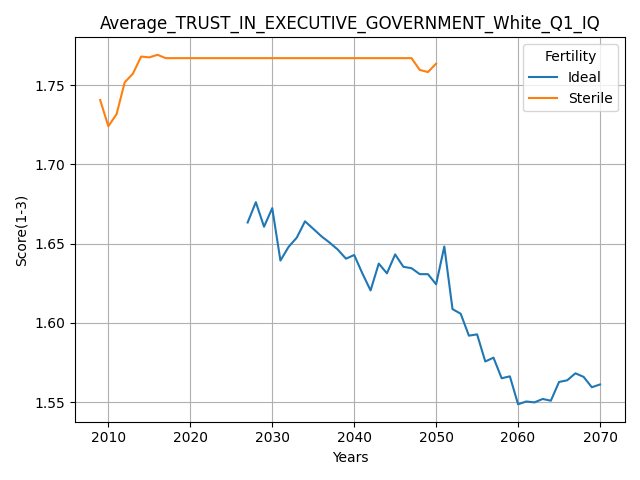 Average_TRUST_IN_EXECUTIVE_GOVERNMENT_White_Q1_IQ
Fertility
Ideal
Sterile
Score(1-3)
1.75
1.70
1.65
1.60
1.55
2010 2020 2030 2040 2050 2060 2070
Years